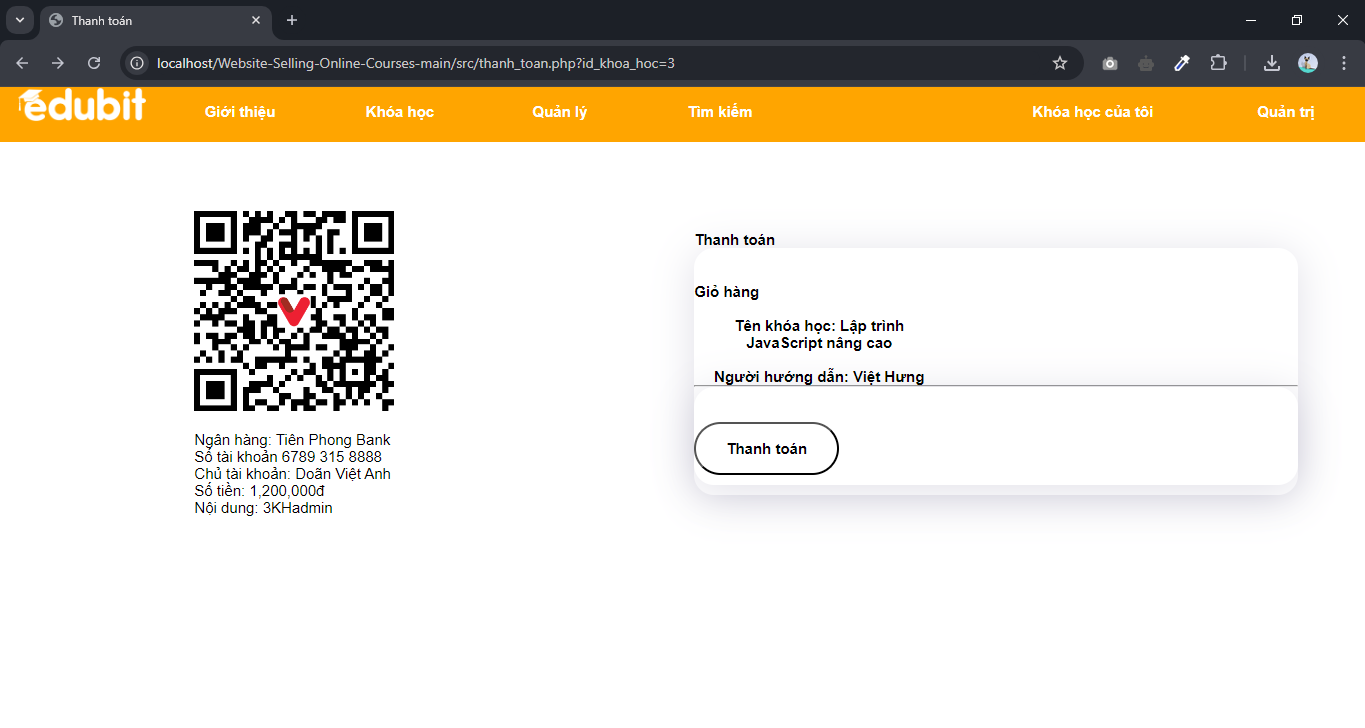 Thanh toán
localhost/Website-Selling-Online-Courses-main/src/thanh_toan.php?id_khoa_hoc=3
edubit
Giới thiệu
Khóa học
Quản lý
Tìm kiếm
Khóa học của tôi
Quản trị
Ngân hàng: Tiên Phong Bank
Số tài khoản 6789 315 8888
Chủ tài khoản: Doãn Việt Anh
Số tiền: 1,200,000đ
Nội dung: 3KHadmin
Thanh toán
Giỏ hàng
Tên khóa học: Lập trình
JavaScript nâng cao
Người hướng dẫn: Việt Hưng
Thanh toán